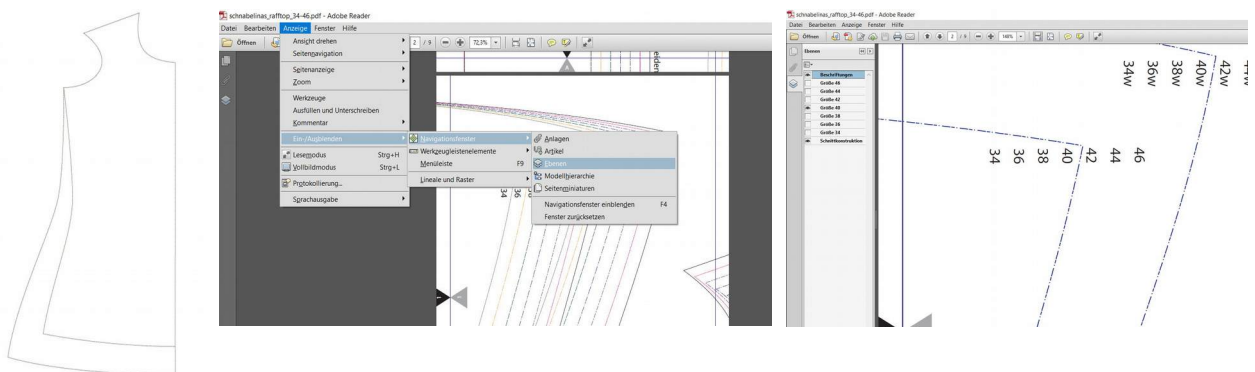 schnabelinas_rafftop_34-46.pdf - Adobe Reader
Datei Bearbeiten Anzeige Fenster Hilfe
Öffnen
2 / 9
72,3%
Ansicht drehen
Seitennavigation
Seitenanzeige
Zoom
Werkzeuge
Ausfüllen und Unterschreiben
Kommentar
Ein-/Ausblenden
Lesemodus Strg+H
Vollbildmodus Strg+L
Protokollierung...
Sprachausgabe
Navigationsfenster
Werkzeugleistenelemente
Menüleiste F9
Lineale und Raster
Anlagen
Artikel
Ebenen
Modellhierarchie
Seitenminiaturen
Navigationsfenster einblenden F4
Fenster zurücksetzen
34
36
schnabelinas_rafftop_34-46.pdf - Adobe Reader
Datei Bearbeiten Anzeige Fenster Hilfe
Öffnen
2 / 9
Ebenen
Beschriftungen
Größe 46
Größe 44
Größe 42
Größe 40
Größe 38
Größe 36
Größe 34
Schnittkonstruktion
34w
36w
38w
40w
42w
34
36
38
40
42
44
46